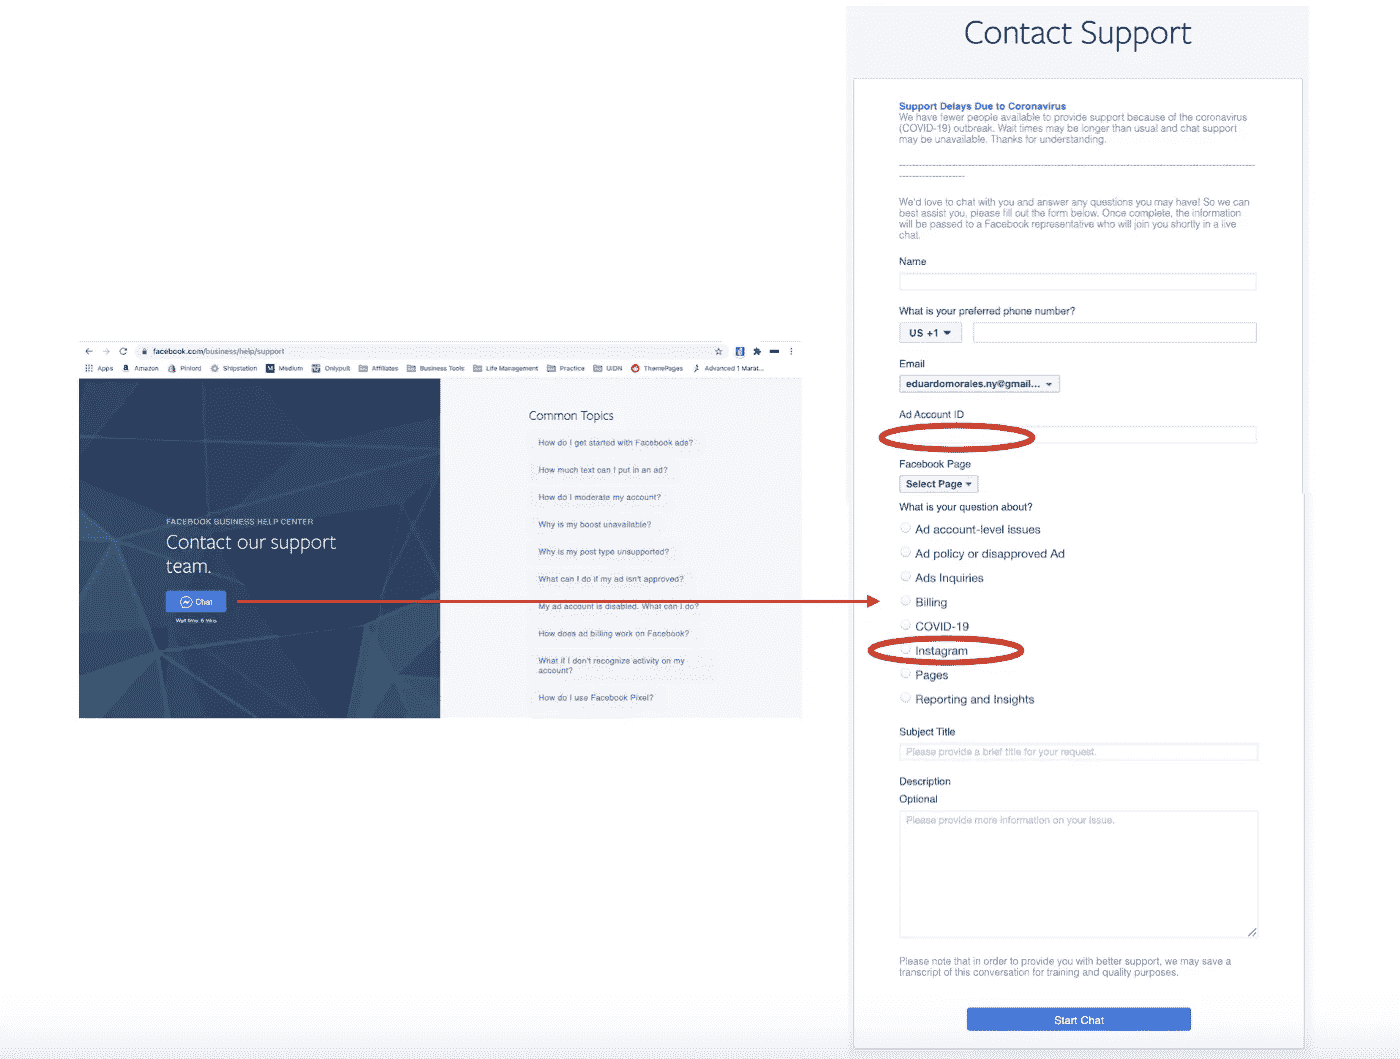 facebook.com/business/help/support
Apps Amazon Pinlord Shipstation Medium Onlypult Affiliates Business Tools Life Management Practice UIDN ThemePages Advanced 1 Marat...
FACEBOOK BUSINESS HELP CENTER
Contact our support
team.
Chat
Wait time: 6 mins
Common Topics
How do I get started with Facebook ads?
How much text can I put in an ad?
How do I moderate my account?
Why is my boost unavailable?
Why is my post type unsupported?
What can I do if my ad isn't approved?
My ad account is disabled. What can I do?
How does ad billing work on Facebook?
What if I don't recognize activity on my
account?
How do I use Facebook Pixel?
Contact Support
Support Delays Due to Coronavirus
We have fewer people available to provide support because of the coronavirus
(COVID-19) outbreak. Wait times may be longer than usual and chat support
may be unavailable. Thanks for understanding.
We'd love to chat with you and answer any questions you may have! So we can
best assist you, please fill out the form below. Once complete, the information
will be passed to a Facebook representative who will join you shortly in a live
chat.
Name
What is your preferred phone number?
US +1
Email
eduardomorales.ny@gmail...
Ad Account ID
Facebook Page
Select Page
What is your question about?
Ad account-level issues
Ad policy or disapproved Ad
Ads Inquiries
Billing
COVID-19
Instagram
Pages
Reporting and Insights
Subject Title
Please provide a brief title for your request.
Description
Optional
Please provide more information on your issue.
Please note that in order to provide you with better support, we may save a
transcript of this conversation for training and quality purposes.
Start Chat